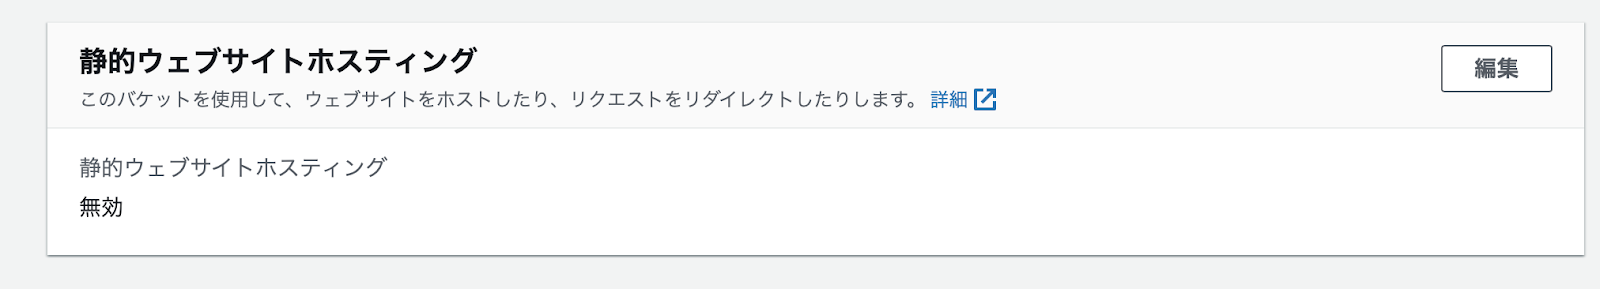 静的ウェブサイトホスティング
編集
このバケットを使用して、ウェブサイトをホストしたり、リクエストをリダイレクトしたりします。 詳細
静的ウェブサイトホスティング
無効